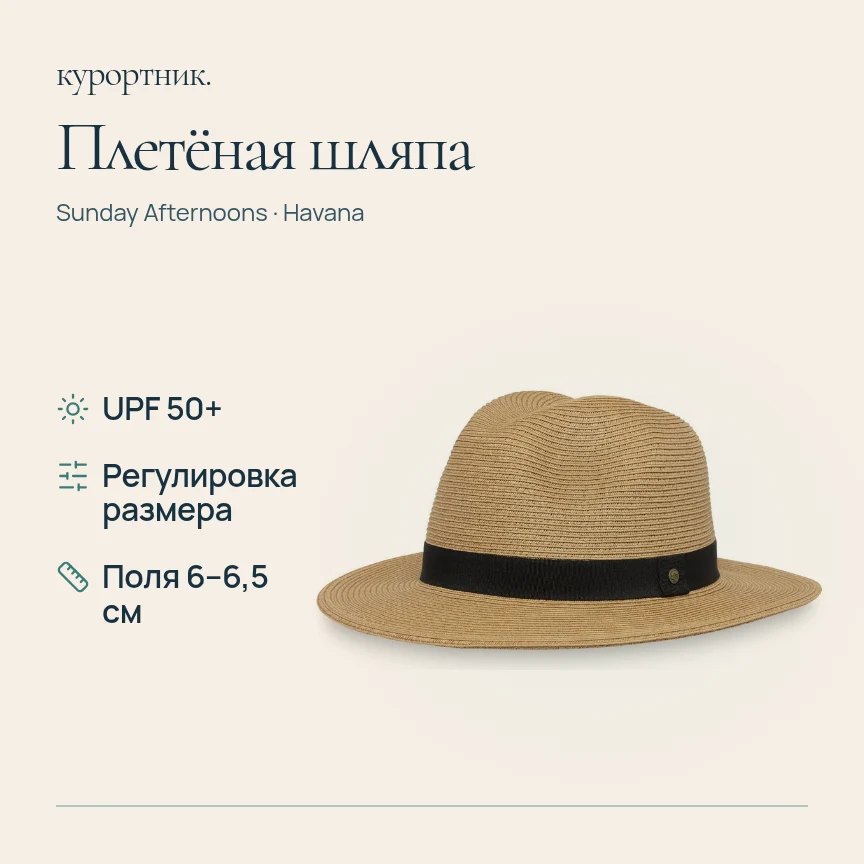 курортник.
Плетёная шляпа
Sunday Afternoons · Havana
UPF 50+
Регулировка
размера
Поля 6–6,5
см